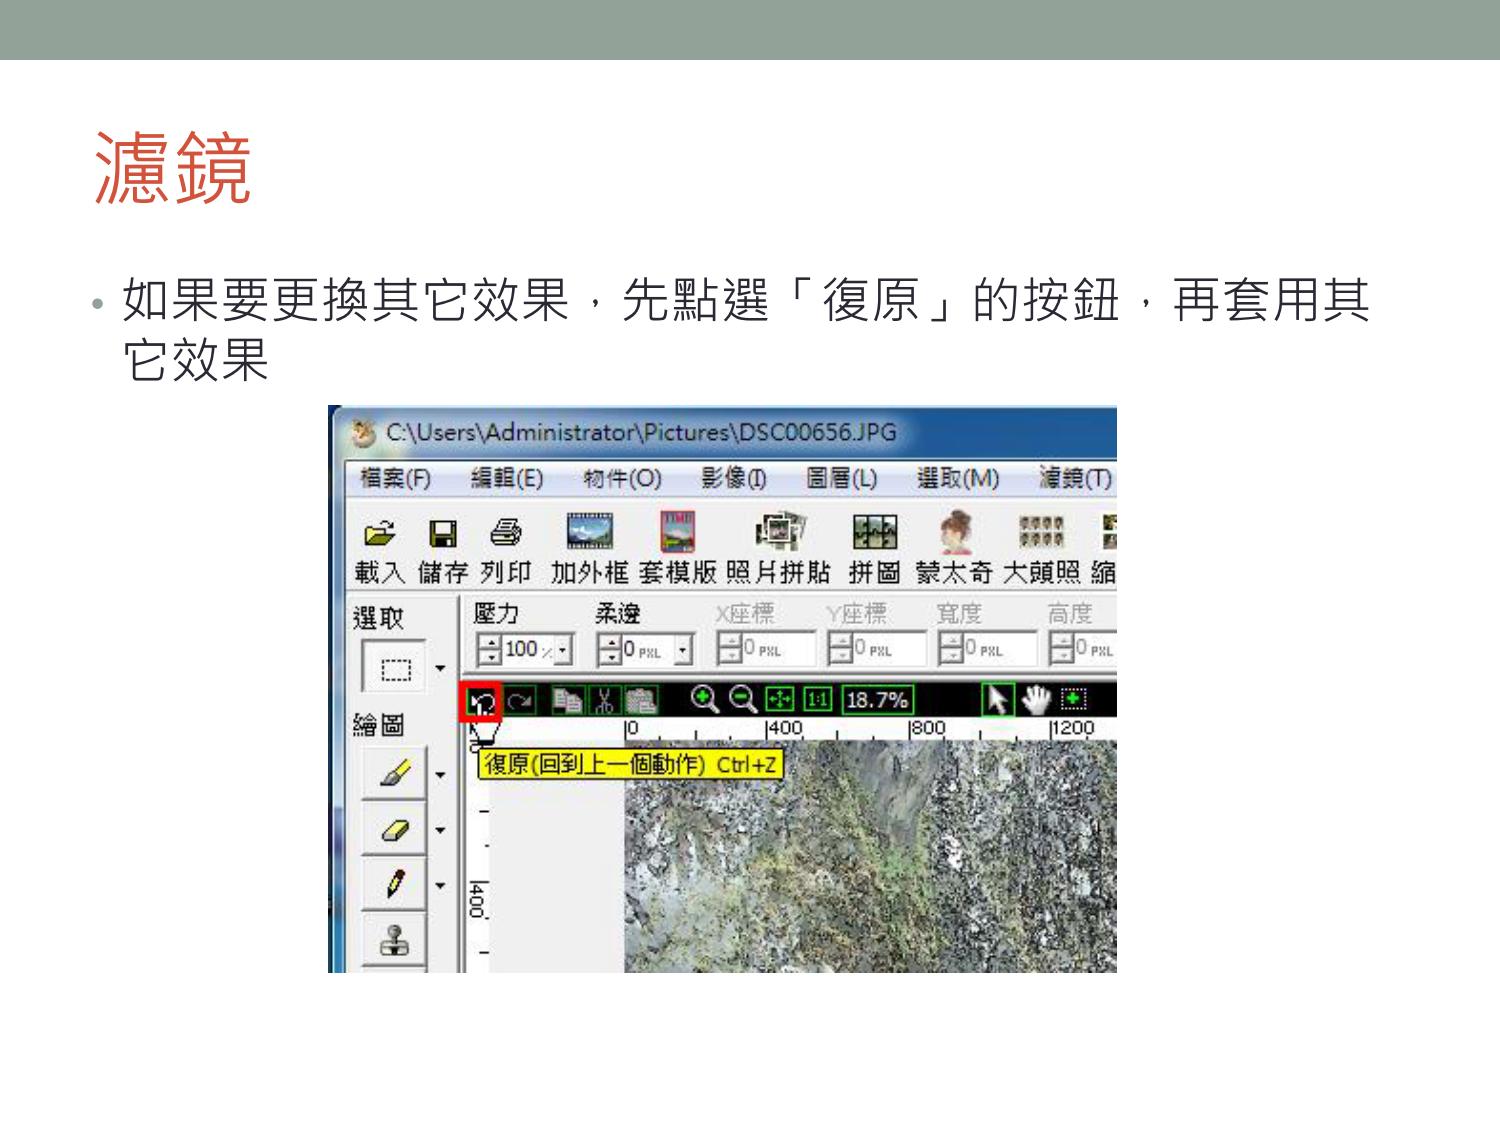 濾鏡
• 如果要更換其它效果，先點選「復原」的按鈕，再套用其
它效果
C:\Users\Administrator\Pictures\DSC00656.JPG
檔案(F) 編輯(E) 物件(O) 影像(I) 圖層(L) 選取(M) 濾鏡(T)
載入 儲存 列印 加外框 套模版 照片拼貼 拼圖 蒙太奇 大頭照 縮
選取 壓力 柔邊 X座標 Y座標 寬度 高度
100 % 0 PXL 0 PXL 0 PXL 0 PXL 0 PXL
1:1 18.7%
繪圖 0 400 800 1200
復原(回到上一個動作) Ctrl+Z
400